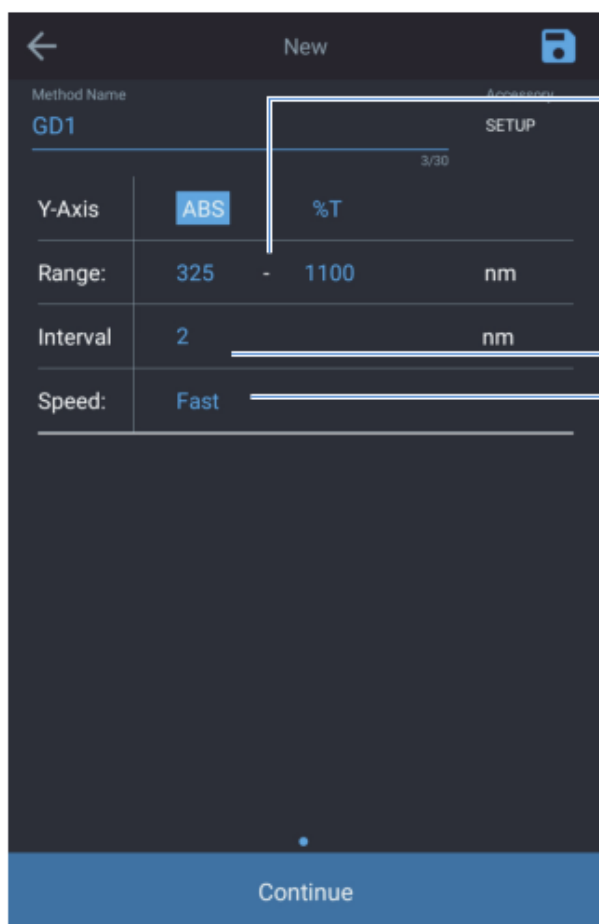 New
Method Name
Accessory
GD1
SETUP
3/30
Y-Axis ABS %T
Range: 325 - 1100 nm
Interval 2 nm
Speed: Fast
Continue